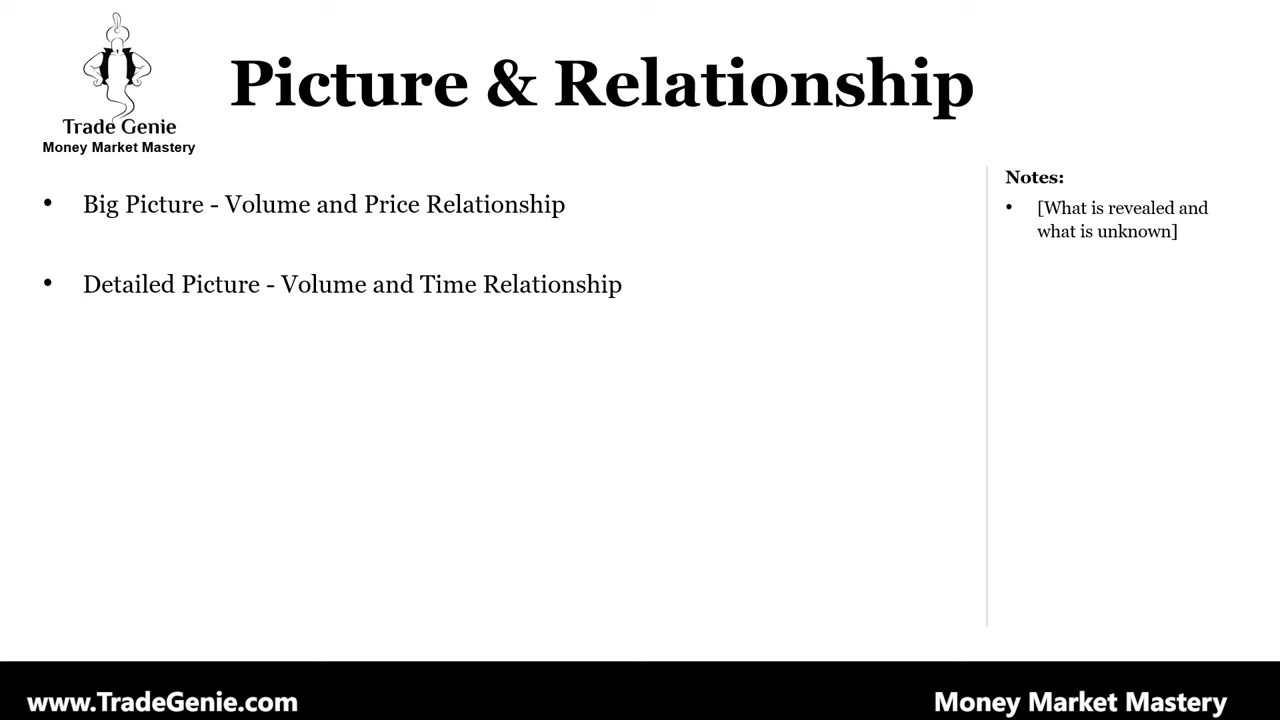 Trade Genie
Money Market Mastery
Picture & Relationship
• Big Picture - Volume and Price Relationship
• Detailed Picture - Volume and Time Relationship
Notes:
• [What is revealed and
what is unknown]
www.TradeGenie.com
Money Market Mastery